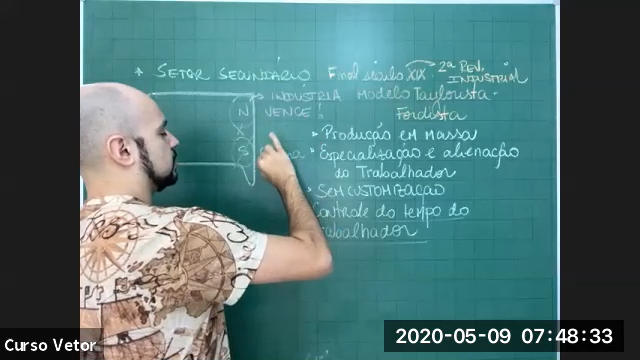 * SETOR SECUNDÁRIO Final século XIX. 2ª REV. INDUSTRIAL
→ INDÚSTRIA MODELO Taylorista-
Fordista
N VENCE!
X
S
* Produção em massa
* Especialização e alienação
do Trabalhador
* SEM CUSTOMIZAÇÃO
Controle do tempo do
Trabalhador
Curso Vetor
2020-05-09 07:48:33